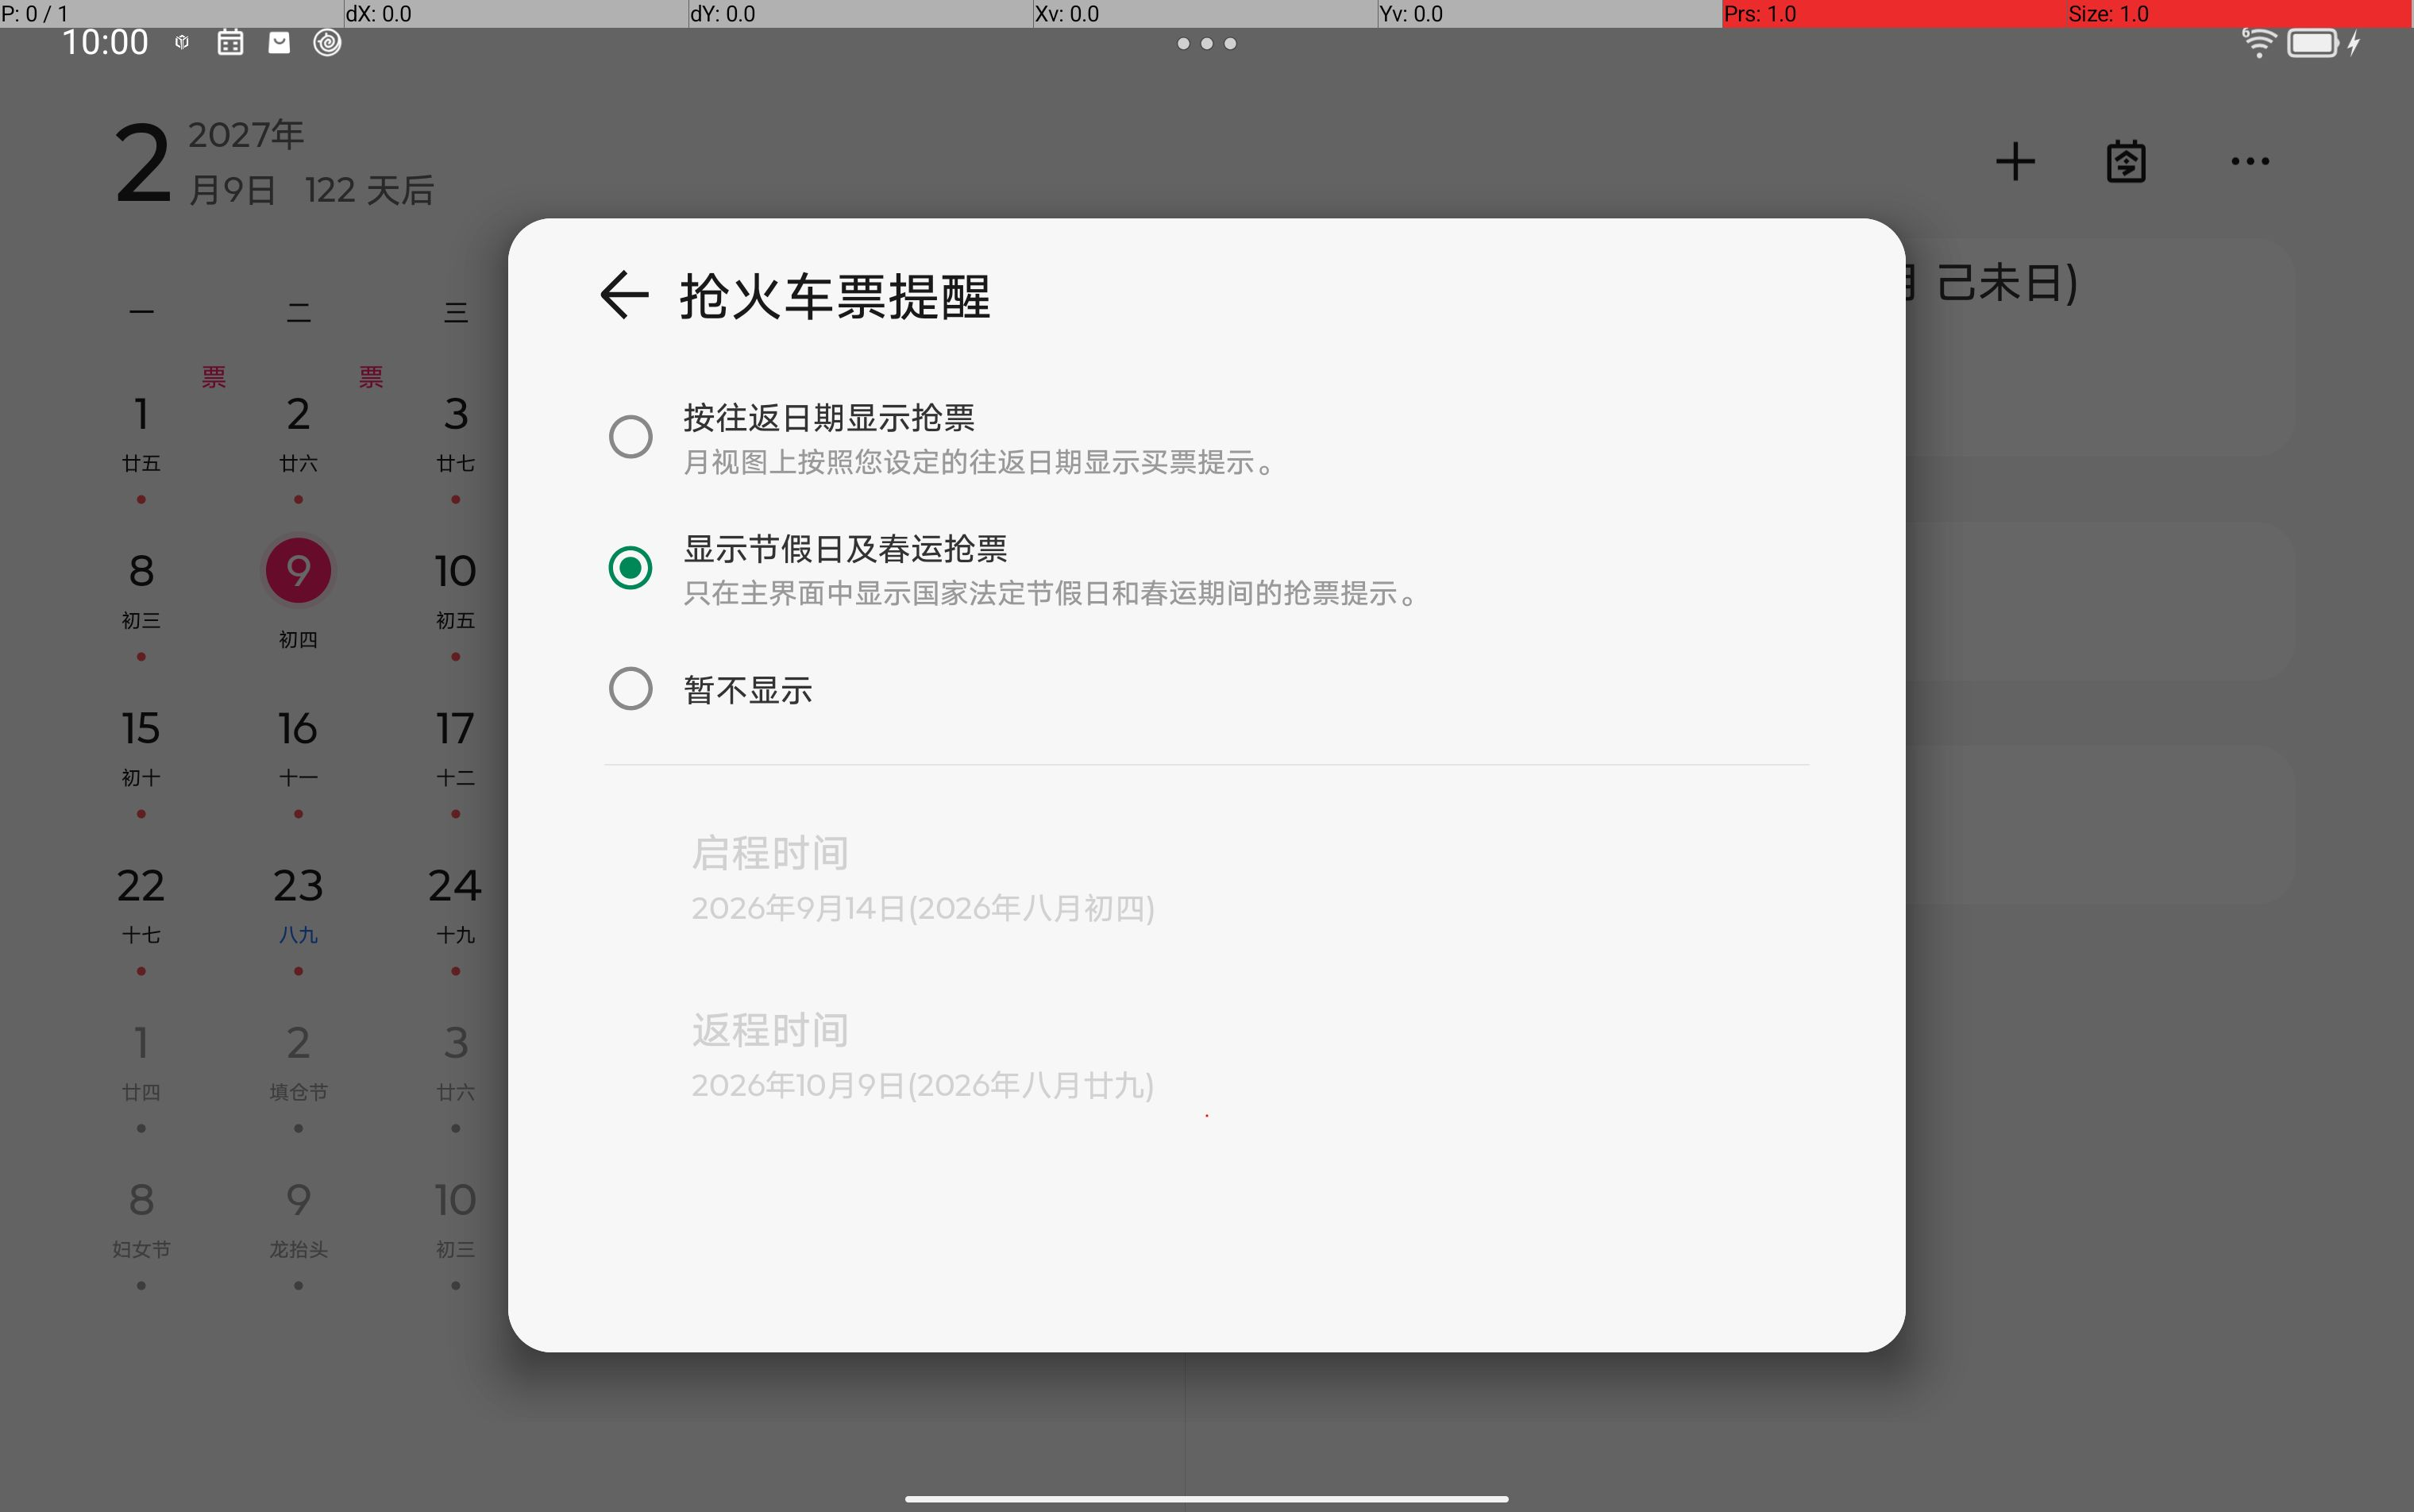 P: 0 / 1 dX: 0.0 dY: 0.0 Xv: 0.0 Yv: 0.0 Prs: 1.0 Size: 1.0
10:00
6
2 2027年
月9日 122 天后
己未日)
抢火车票提醒
一 二 三
票 票
1 2 3
廿五 廿六 廿七
8 9 10
初三 初四 初五
15 16 17
初十 十一 十二
22 23 24
十七 八九 十九
1 2 3
廿四 填仓节 廿六
8 9 10
妇女节 龙抬头 初三
按往返日期显示抢票
月视图上按照您设定的往返日期显示买票提示。
显示节假日及春运抢票
只在主界面中显示国家法定节假日和春运期间的抢票提示。
暂不显示
启程时间
2026年9月14日(2026年八月初四)
返程时间
2026年10月9日(2026年八月廿九)